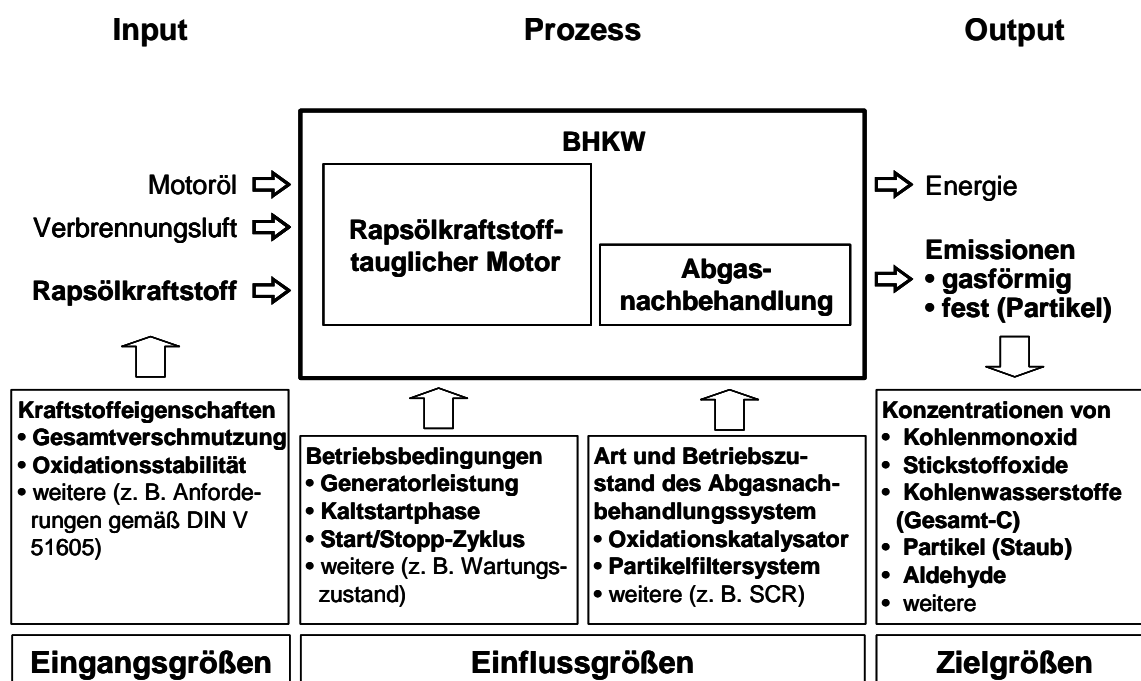 Input
Prozess
Output
BHKW
Motoröl
Verbrennungsluft
Rapsölkraftstoff
Rapsölkraftstoff-
tauglicher Motor
Abgas-
nachbehandlung
Energie
Emissionen
• gasförmig
• fest (Partikel)
Kraftstoffeigenschaften
• Gesamtverschmutzung
• Oxidationsstabilität
• weitere (z. B. Anforde-
rungen gemäß DIN V
51605)
Betriebsbedingungen
• Generatorleistung
• Kaltstartphase
• Start/Stopp-Zyklus
• weitere (z. B. Wartungs-
zustand)
Art und Betriebszu-
stand des Abgasnach-
behandlungssystem
• Oxidationskatalysator
• Partikelfiltersystem
• weitere (z. B. SCR)
Konzentrationen von
• Kohlenmonoxid
• Stickstoffoxide
• Kohlenwasserstoffe
(Gesamt-C)
• Partikel (Staub)
• Aldehyde
• weitere
Eingangsgrößen
Einflussgrößen
Zielgrößen